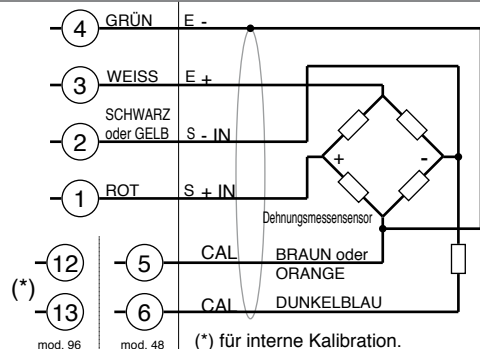 4 GRÜN E -
3 WEISS E +
SCHWARZ
2 oder GELB S - IN
1 ROT S + IN
+ -
Dehnungsmessensensor
12 5 CAL BRAUN oder
ORANGE
(*)
13 6 CAL DUNKELBLAU
mod. 96 mod. 48 (*) für interne Kalibration.